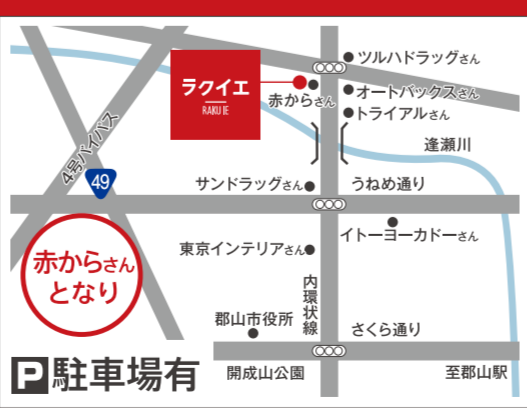 ツルハドラッグさん
ラクイエ
RAKU IE
赤からさん
オートバックスさん
トライアルさん
逢瀬川
4号バイパス
49
サンドラッグさん
うねめ通り
イトーヨーカドーさん
東京インテリアさん
赤からさん
となり
内環状線
郡山市役所
さくら通り
開成山公園
至郡山駅
P駐車場有